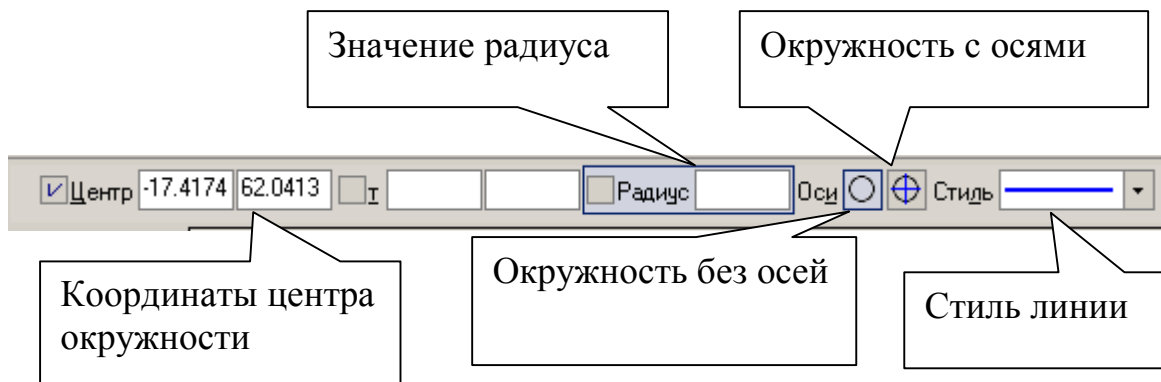 Значение радиуса
Окружность с осями
Центр -17.4174 62.0413 т Радиус Оси Стиль
Координаты центра
окружности
Окружность без осей
Стиль линии